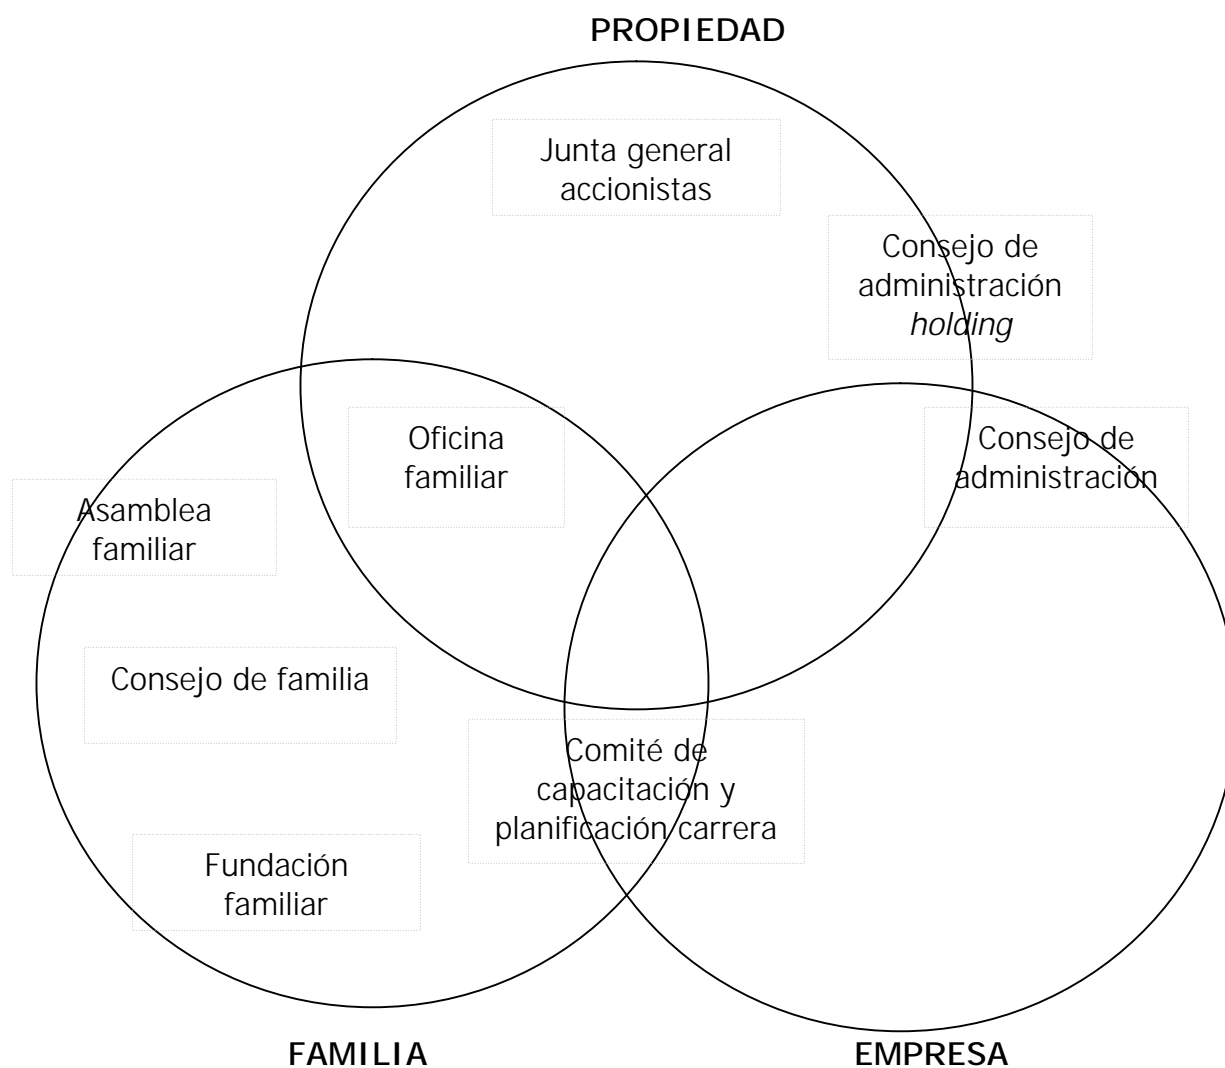 PROPIEDAD
Junta general
accionistas
Consejo de
administración
holding
Oficina
familiar
Consejo de
administración
Asamblea
familiar
Consejo de familia
Comité de
capacitación y
planificación carrera
Fundación
familiar
FAMILIA
EMPRESA